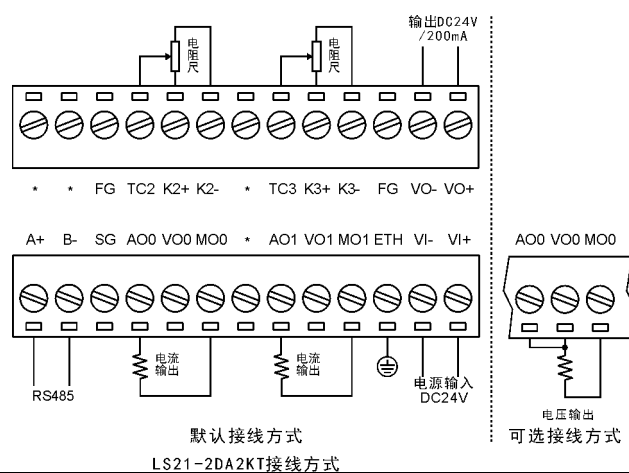 输出DC24V
/200mA
电阻尺
电阻尺
* * FG TC2 K2+ K2- * TC3 K3+ K3- FG VO- VO+
A+ B- SG AO0 VO0 MO0 * AO1 VO1 MO1 ETH VI- VI+
AO0 VO0 MO0
电流
输出
电流
输出
RS485
电源输入
DC24V
电压输出
默认接线方式
可选接线方式
LS21-2DA2KT接线方式